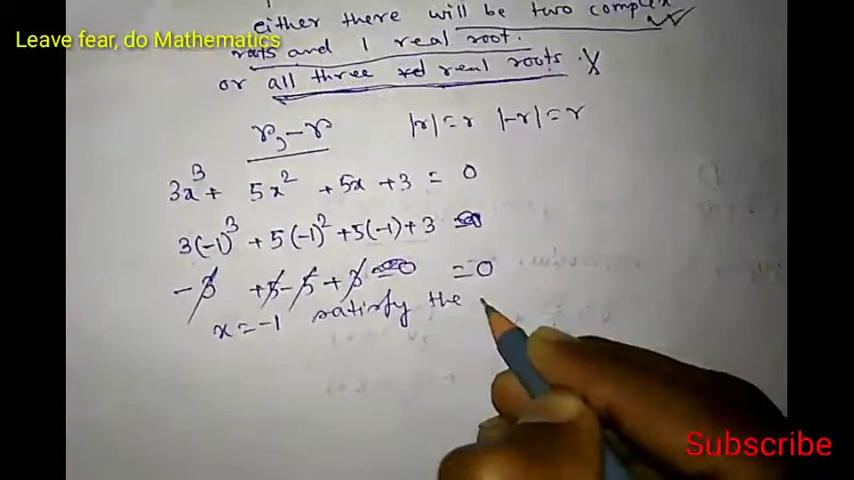 either there will be two complex
Leave fear, do Mathematics
roots and 1 real root.
or all three real roots. X
r, -r |r| = r |-r| = r
3x³ + 5x² + 5x + 3 = 0
3(-1)³ + 5(-1)² + 5(-1) + 3
-3 + 5 - 5 + 3 = 0
x = -1 satisfy the
Subscribe